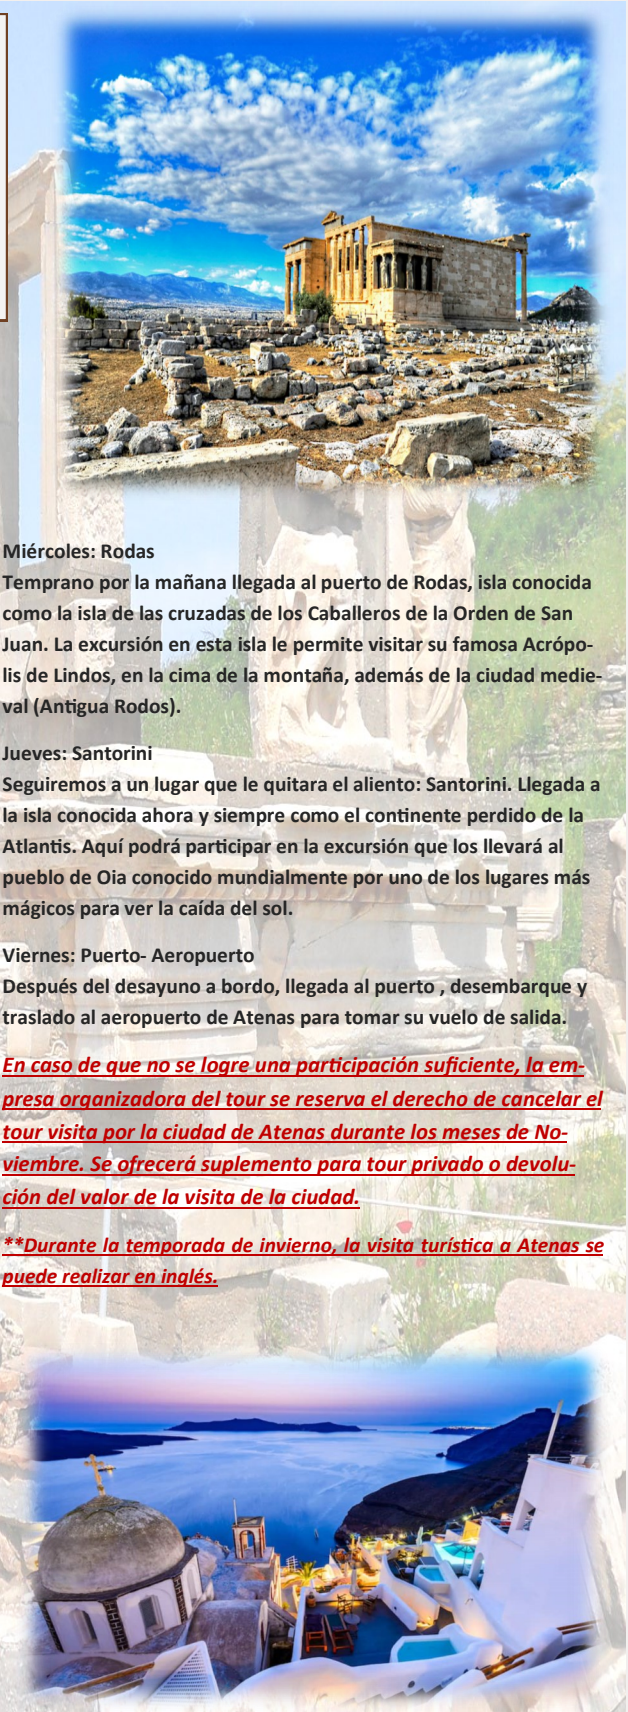 Miércoles: Rodas
Temprano por la mañana llegada al puerto de Rodas, isla conocida
como la isla de las cruzadas de los Caballeros de la Orden de San
Juan. La excursión en esta isla le permite visitar su famosa Acrópo-
lis de Lindos, en la cima de la montaña, además de la ciudad medie-
val (Antigua Rodos).
Jueves: Santorini
Seguiremos a un lugar que le quitara el aliento: Santorini. Llegada a
la isla conocida ahora y siempre como el continente perdido de la
Atlantis. Aquí podrá participar en la excursión que los llevará al
pueblo de Oia conocido mundialmente por uno de los lugares más
mágicos para ver la caída del sol.
Viernes: Puerto- Aeropuerto
Después del desayuno a bordo, llegada al puerto , desembarque y
traslado al aeropuerto de Atenas para tomar su vuelo de salida.
En caso de que no se logre una participación suficiente, la em-
presa organizadora del tour se reserva el derecho de cancelar el
tour visita por la ciudad de Atenas durante los meses de No-
viembre. Se ofrecerá suplemento para tour privado o devolu-
ción del valor de la visita de la ciudad.
**Durante la temporada de invierno, la visita turística a Atenas se
puede realizar en inglés.